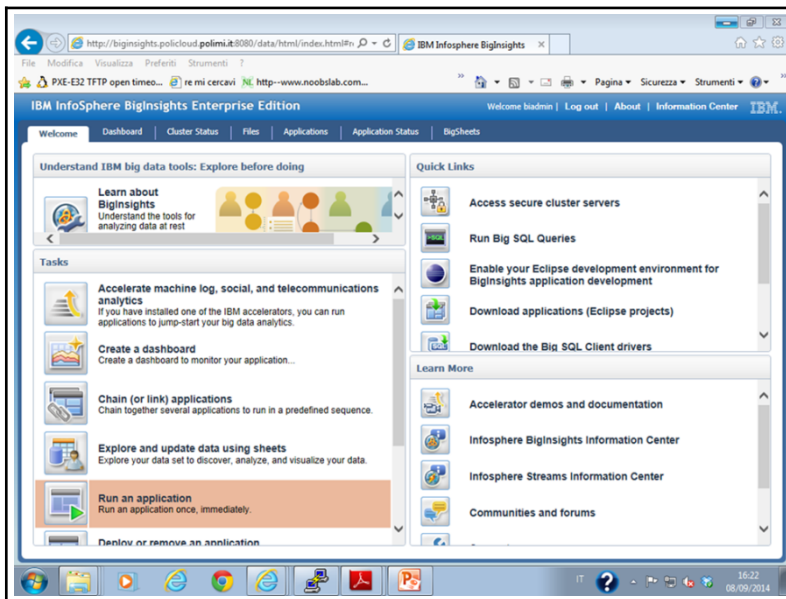 http://biginsights.policloud.polimi.it:8080/data/html/index.html#r
IBM Infosphere BigInsights
File Modifica Visualizza Preferiti Strumenti ?
PXE-E32 TFTP open timeo... re mi cercavi http--www.noobslab.com...
Pagina Sicurezza Strumenti
IBM InfoSphere BigInsights Enterprise Edition
Welcome biadmin | Log out | About | Information Center IBM.
Welcome Dashboard Cluster Status Files Applications Application Status BigSheets
Understand IBM big data tools: Explore before doing
Learn about
BigInsights
Understand the tools for
analyzing data at rest
Tasks
Accelerate machine log, social, and telecommunications
analytics
If you have installed one of the IBM accelerators, you can run
applications to jump-start your big data analytics.
Create a dashboard
Create a dashboard to monitor your application...
Chain (or link) applications
Chain together several applications to run in a predefined sequence.
Explore and update data using sheets
Explore your data set to discover, analyze, and visualize your data.
Run an application
Run an application once, immediately.
Deploy or remove an application
Quick Links
Access secure cluster servers
Run Big SQL Queries
Enable your Eclipse development environment for
BigInsights application development
Download applications (Eclipse projects)
Download the Big SQL Client drivers
Learn More
Accelerator demos and documentation
Infosphere BigInsights Information Center
Infosphere Streams Information Center
Communities and forums
IT
16:22
08/09/2014